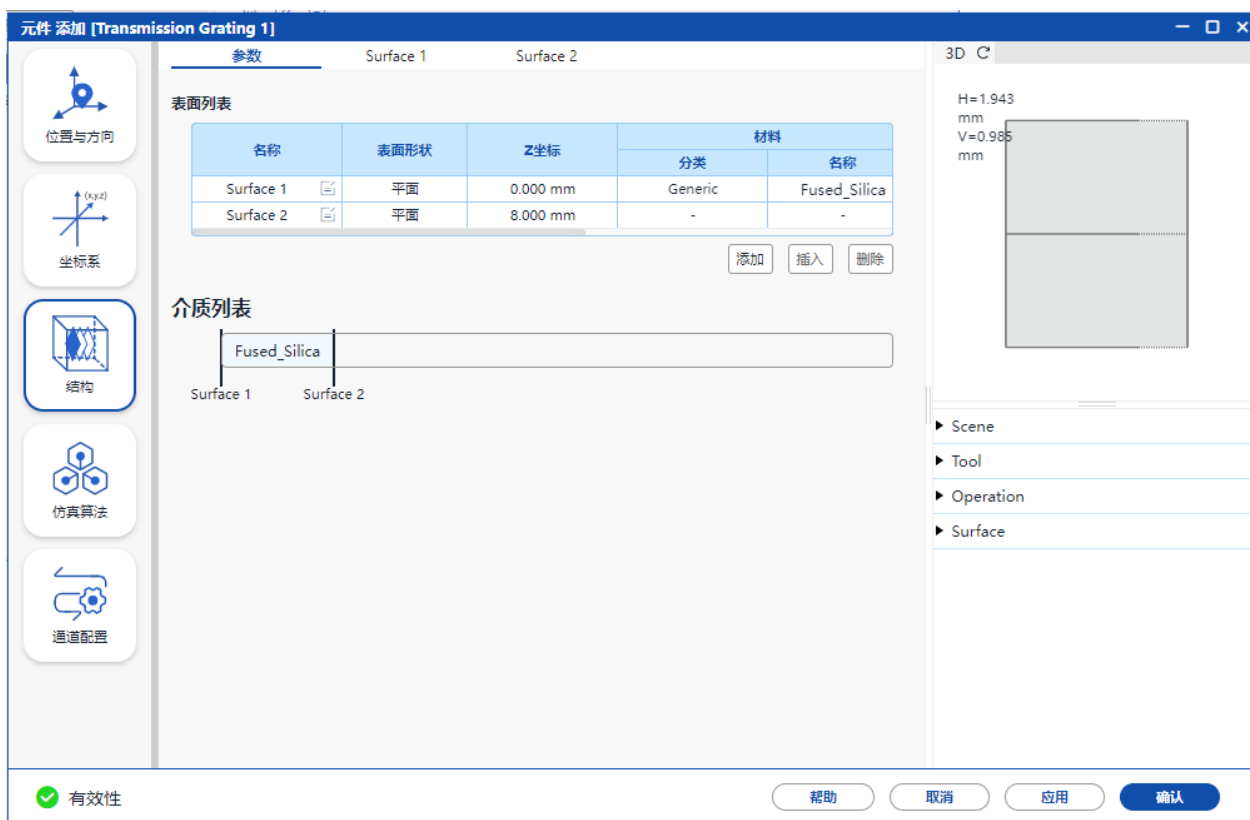 元件 添加 [Transmission Grating 1]
位置与方向
(x,y,z)
坐标系
结构
仿真算法
通道配置
参数 Surface 1 Surface 2
表面列表
名称 表面形状 Z坐标 材料
分类 名称
Surface 1 平面 0.000 mm Generic Fused_Silica
Surface 2 平面 8.000 mm - -
添加 插入 删除
介质列表
Fused_Silica
Surface 1 Surface 2
3D
H=1.943
mm
V=0.985
mm
Scene
Tool
Operation
Surface
有效性
帮助 取消 应用 确认